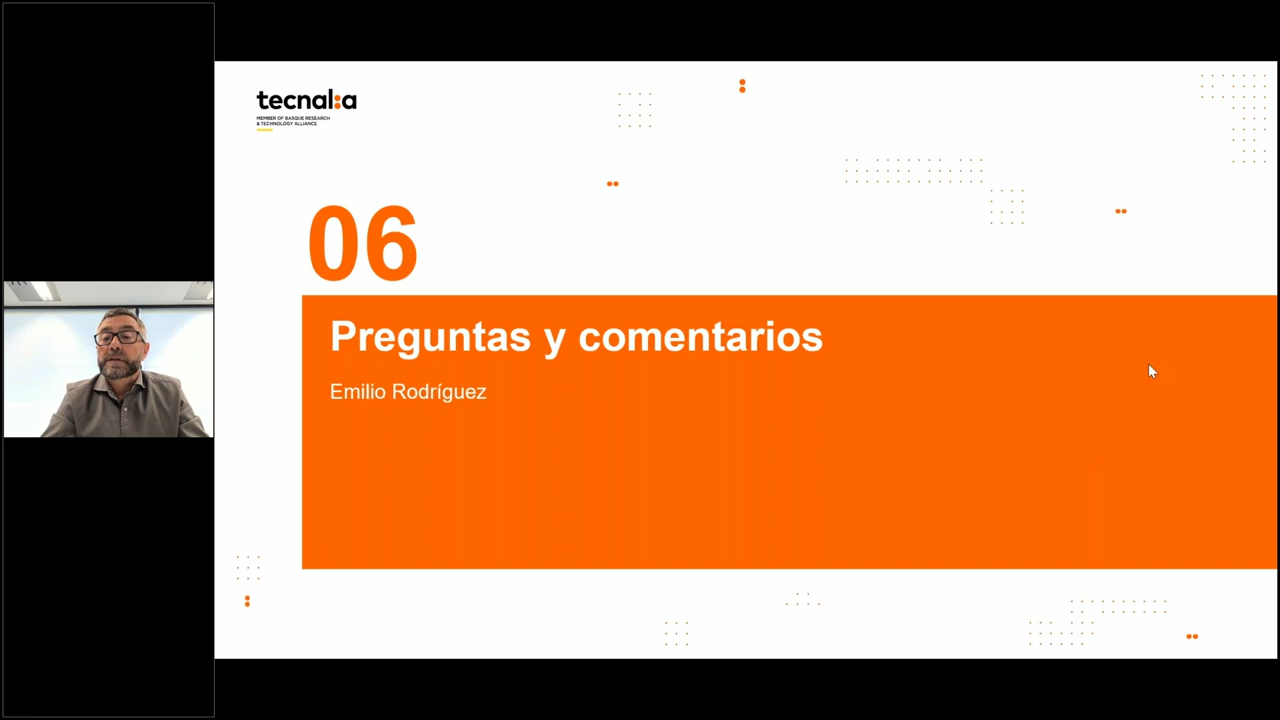 tecnal:a
MEMBER OF BASQUE RESEARCH
& TECHNOLOGY ALLIANCE
06
Preguntas y comentarios
Emilio Rodríguez